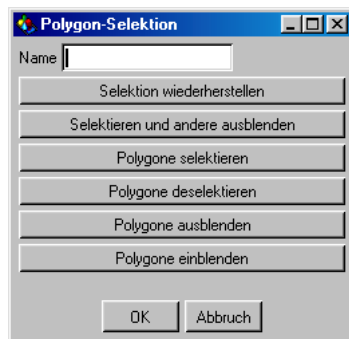 Polygon-Selektion
Name
Selektion wiederherstellen
Selektieren und andere ausblenden
Polygone selektieren
Polygone deselektieren
Polygone ausblenden
Polygone einblenden
OK Abbruch